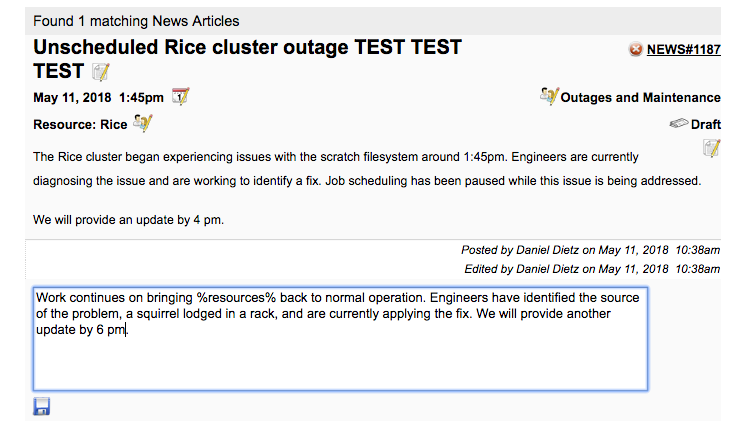 Found 1 matching News Articles
Unscheduled Rice cluster outage TEST TEST
TEST
NEWS#1187
May 11, 2018 1:45pm
1
Outages and Maintenance
Resource: Rice
Draft
The Rice cluster began experiencing issues with the scratch filesystem around 1:45pm. Engineers are currently
diagnosing the issue and are working to identify a fix. Job scheduling has been paused while this issue is being addressed.
We will provide an update by 4 pm.
Posted by Daniel Dietz on May 11, 2018 10:38am
Edited by Daniel Dietz on May 11, 2018 10:38am
Work continues on bringing %resources% back to normal operation. Engineers have identified the source
of the problem, a squirrel lodged in a rack, and are currently applying the fix. We will provide another
update by 6 pm.